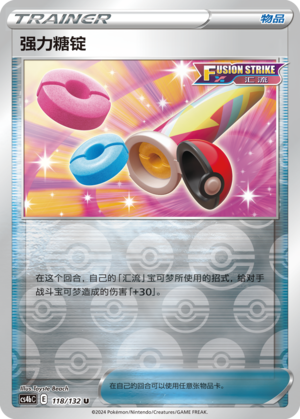 TRAINER
物品
强力糖锭
FUSION STRIKE
汇流
在这个回合，自己的「汇流」宝可梦所使用的招式，给对
手战斗宝可梦造成的伤害「+30」。
Illus. Toyste Beach
CS4bC E 118/132 U
在自己的回合可以使用任意张物品卡。
©2024 Pokémon/Nintendo/Creatures/GAME FREAK.